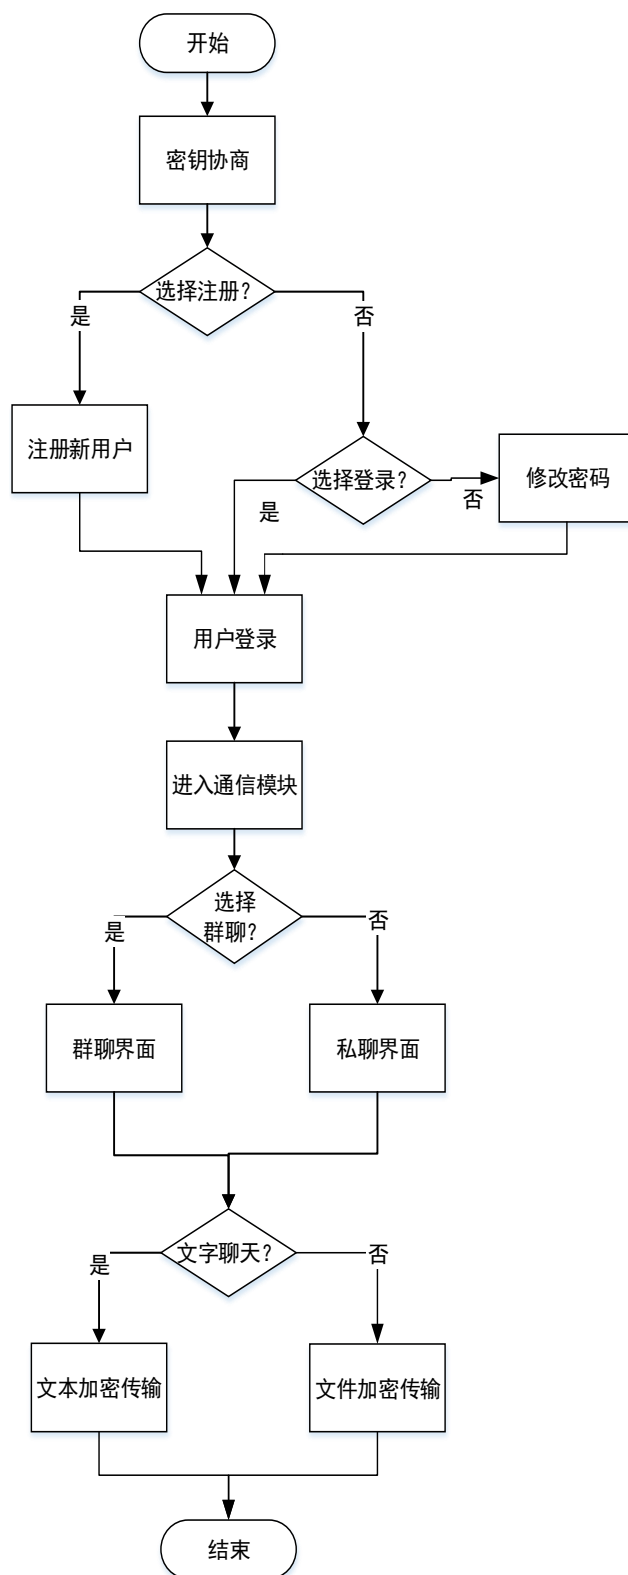 开始
密钥协商
选择注册?
是
否
注册新用户
选择登录?
修改密码
是
否
用户登录
进入通信模块
选择
群聊?
是
否
群聊界面
私聊界面
文字聊天?
是
否
文本加密传输
文件加密传输
结束